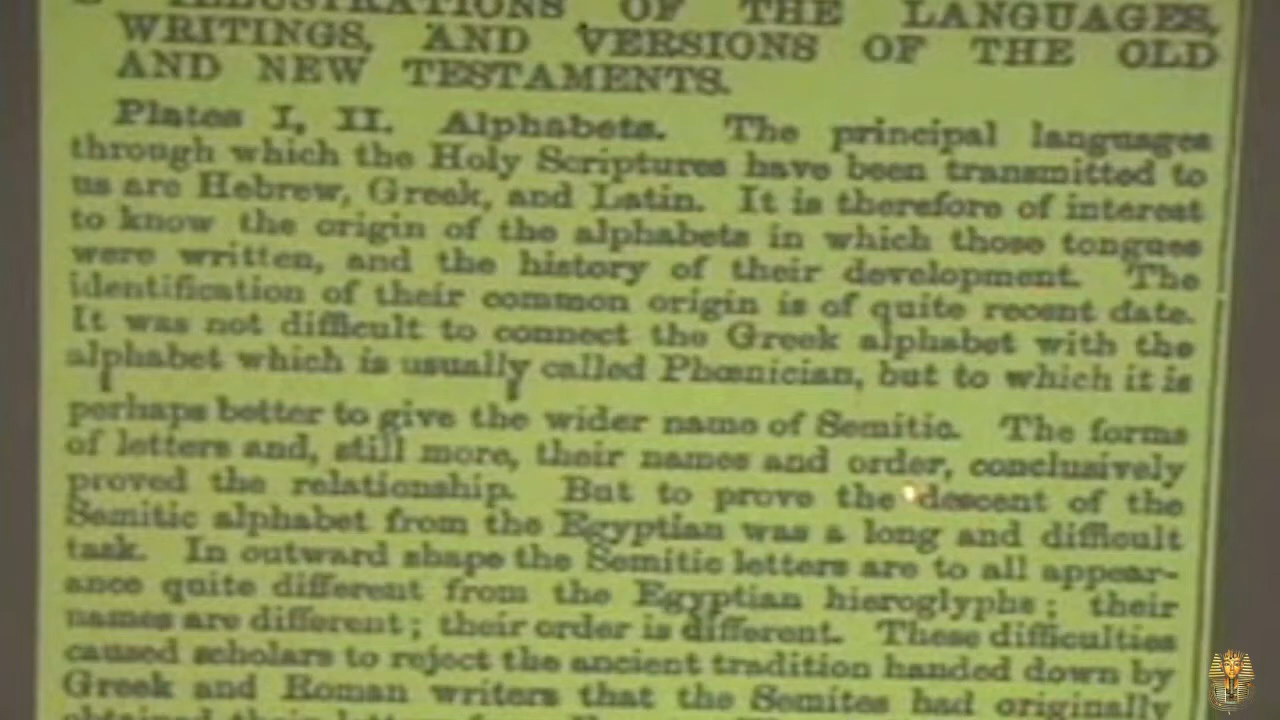 ILLUSTRATIONS OF THE LANGUAGES,
WRITINGS, AND VERSIONS OF THE OLD
AND NEW TESTAMENTS.
Plates I, II. Alphabets. The principal languages
through which the Holy Scriptures have been transmitted to
us are Hebrew, Greek, and Latin. It is therefore of interest
to know the origin of the alphabets in which those tongues
were written, and the history of their development. The
identification of their common origin is of quite recent date.
It was not difficult to connect the Greek alphabet with the
alphabet which is usually called Phœnician, but to which it is
perhaps better to give the wider name of Semitic. The forms
of letters and, still more, their names and order, conclusively
proved the relationship. But to prove the descent of the
Semitic alphabet from the Egyptian was a long and difficult
task. In outward shape the Semitic letters are to all appear-
ance quite different from the Egyptian hieroglyphs; their
names are different; their order is different. These difficulties
caused scholars to reject the ancient tradition handed down by
Greek and Roman writers that the Semites had originally